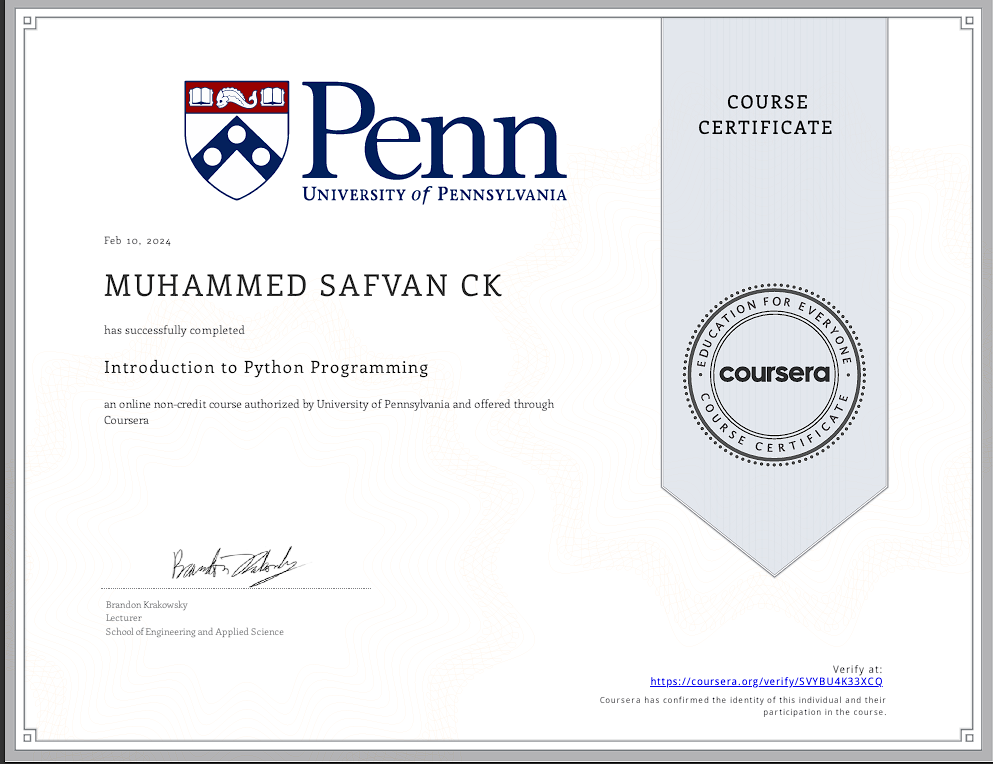 Penn
UNIVERSITY of PENNSYLVANIA
COURSE
CERTIFICATE
Feb 10, 2024
MUHAMMED SAFVAN CK
has successfully completed
Introduction to Python Programming
an online non-credit course authorized by University of Pennsylvania and offered through
Coursera
EDUCATION FOR EVERYONE
coursera
COURSE CERTIFICATE
Brandon Krakowsky
Lecturer
School of Engineering and Applied Science
Verify at:
https://coursera.org/verify/SVYBU4K33XCQ
Coursera has confirmed the identity of this individual and their
participation in the course.